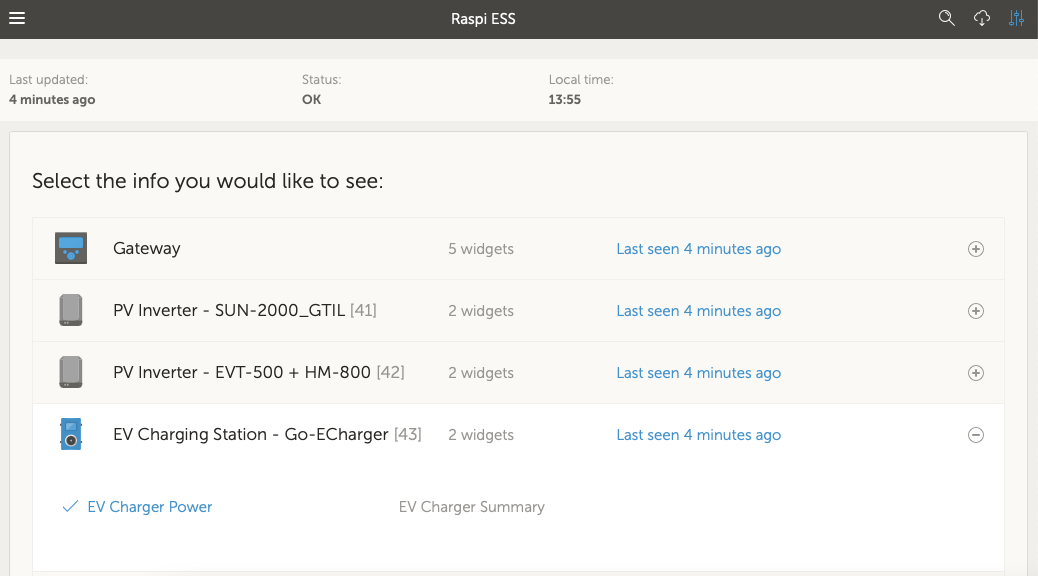 Raspi ESS
Last updated: Status: Local time:
4 minutes ago OK 13:55
Select the info you would like to see:
Gateway 5 widgets Last seen 4 minutes ago
PV Inverter - SUN-2000_GTIL [41] 2 widgets Last seen 4 minutes ago
PV Inverter - EVT-500 + HM-800 [42] 2 widgets Last seen 4 minutes ago
EV Charging Station - Go-ECharger [43] 2 widgets Last seen 4 minutes ago
EV Charger Power EV Charger Summary